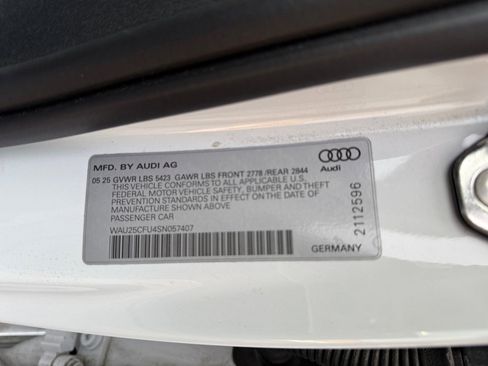 MFD. BY AUDI AG
Audi
05 25 GVWR LBS 5423 GAWR LBS FRONT 2778 /REAR 2844
THIS VEHICLE CONFORMS TO ALL APPLICABLE U.S.
FEDERAL MOTOR VEHICLE SAFETY, BUMPER AND THEFT
PREVENTION STANDARDS IN EFFECT ON THE DATE OF
MANUFACTURE SHOWN ABOVE
PASSENGER CAR
WAU25CFU4SN057407
GERMANY
2112596